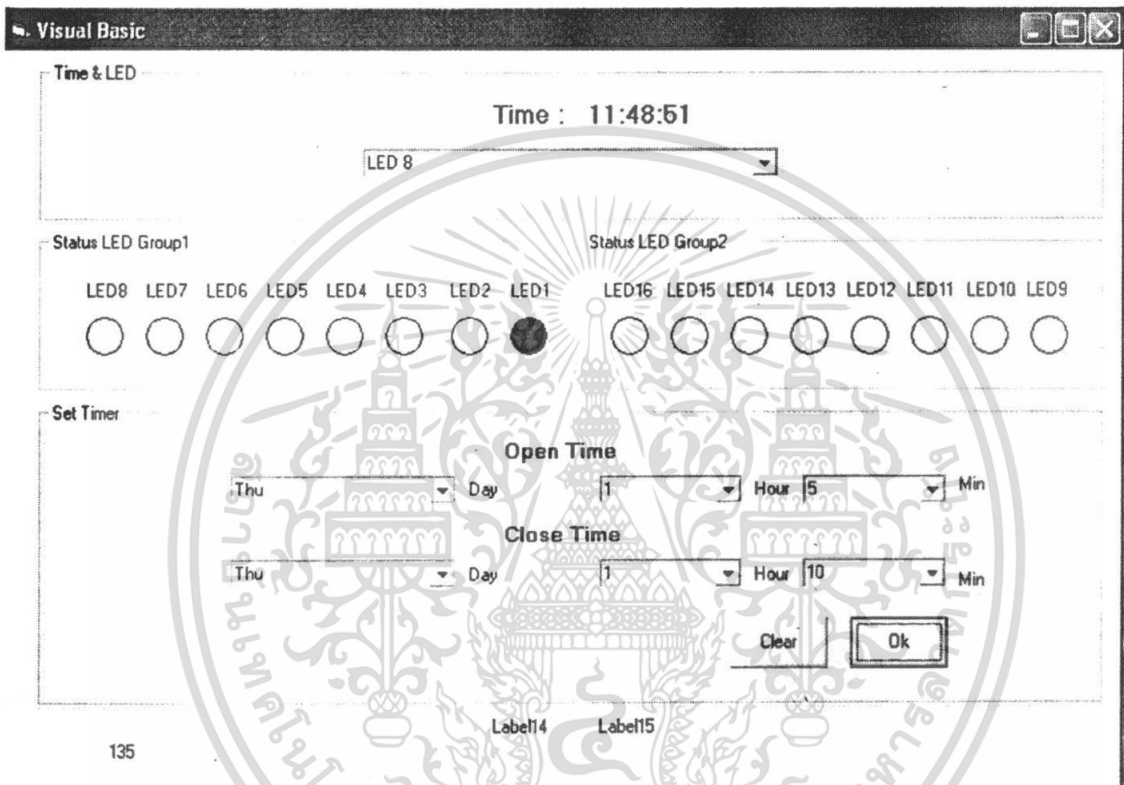 Visual Basic
Time & LED
Time : 11:48:51
LED 8
Status LED Group1
Status LED Group2
LED8 LED7 LED6 LED5 LED4 LED3 LED2 LED1
LED16 LED15 LED14 LED13 LED12 LED11 LED10 LED9
Set Timer
Open Time
Thu Day 1 Hour 5 Min
Close Time
Thu Day 1 Hour 10 Min
Clear Ok
Label14 Label15
135